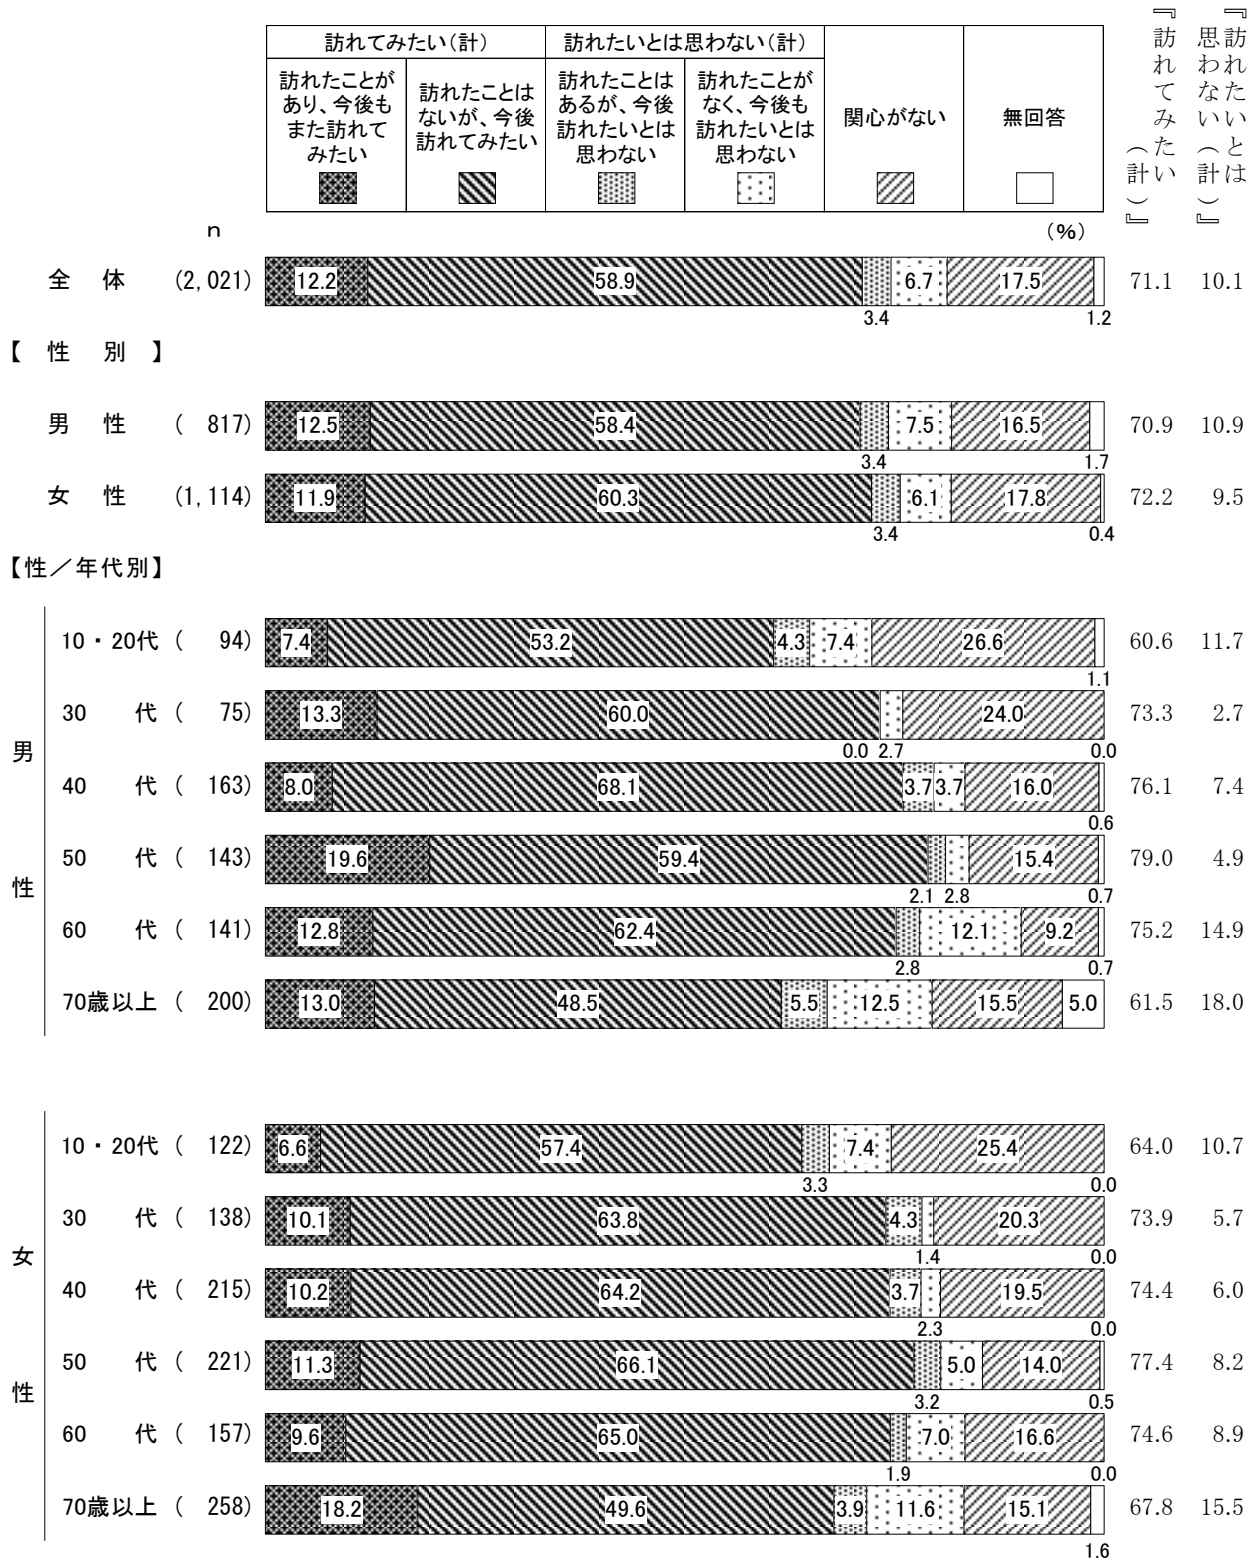 訪れてみたい(計) 訪れたいとは思わない(計)
訪れたことが
あり、今後も
また訪れて
みたい
訪れたことは
ないが、今後
訪れてみたい
訪れたことは
あるが、今後
訪れたいとは
思わない
訪れたことが
なく、今後も
訪れたいとは
思わない
関心がない
無回答
『訪れてみたい
(計)』
『訪れたいとは
思わない(計)』
n (%)
全体 (2,021) 12.2 58.9 3.4 6.7 17.5 1.2 71.1 10.1
【性別】
男性 (817) 12.5 58.4 3.4 7.5 16.5 1.7 70.9 10.9
女性 (1,114) 11.9 60.3 3.4 6.1 17.8 0.4 72.2 9.5
【性/年代別】
男性
10・20代 (94) 7.4 53.2 4.3 7.4 26.6 1.1 60.6 11.7
30代 (75) 13.3 60.0 0.0 2.7 24.0 0.0 73.3 2.7
40代 (163) 8.0 68.1 3.7 3.7 16.0 0.6 76.1 7.4
50代 (143) 19.6 59.4 2.1 2.8 15.4 0.7 79.0 4.9
60代 (141) 12.8 62.4 2.8 12.1 9.2 0.7 75.2 14.9
70歳以上 (200) 13.0 48.5 5.5 12.5 15.5 5.0 61.5 18.0
女性
10・20代 (122) 6.6 57.4 3.3 7.4 25.4 0.0 64.0 10.7
30代 (138) 10.1 63.8 4.3 1.4 20.3 0.0 73.9 5.7
40代 (215) 10.2 64.2 3.7 2.3 19.5 0.0 74.4 6.0
50代 (221) 11.3 66.1 3.2 5.0 14.0 0.5 77.4 8.2
60代 (157) 9.6 65.0 1.9 7.0 16.6 0.0 74.6 8.9
70歳以上 (258) 18.2 49.6 3.9 11.6 15.1 1.6 67.8 15.5